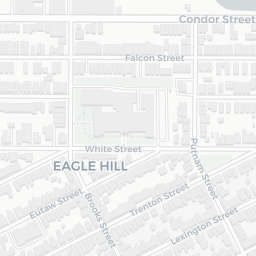 Condor Street
Falcon Street
White Street
EAGLE HILL
Putnam Street
Eutaw Street
Brooks Street
Trenton Street
Lexington Street